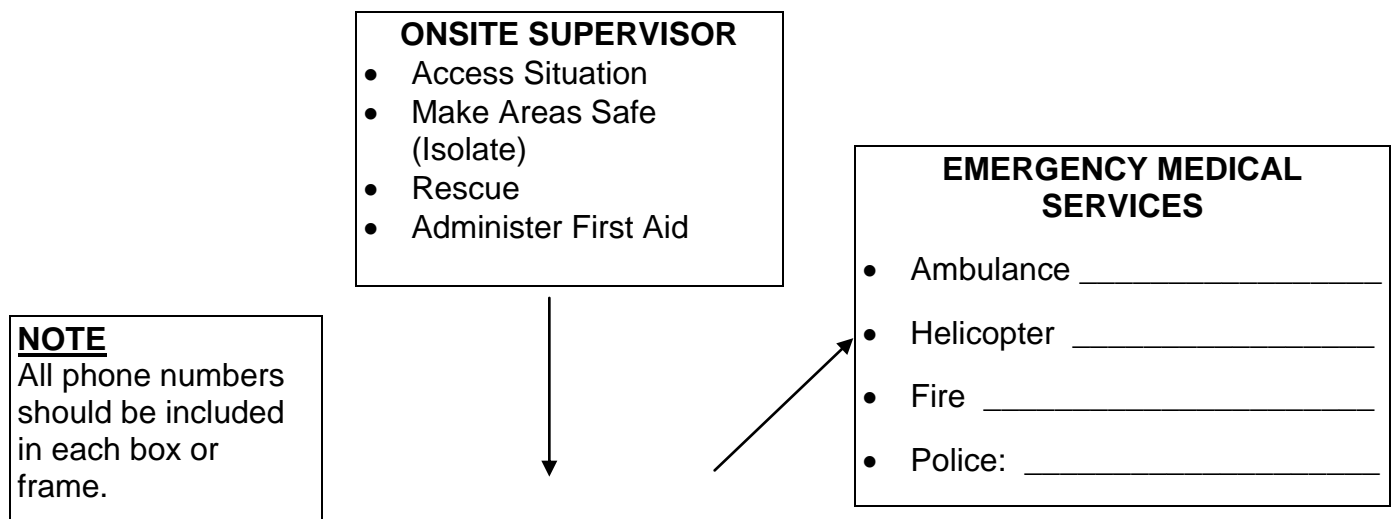 ONSITE SUPERVISOR
• Access Situation
• Make Areas Safe
(Isolate)
• Rescue
• Administer First Aid
EMERGENCY MEDICAL
SERVICES
• Ambulance _________________
• Helicopter _________________
• Fire ______________________
• Police: ____________________
NOTE
All phone numbers
should be included
in each box or
frame.